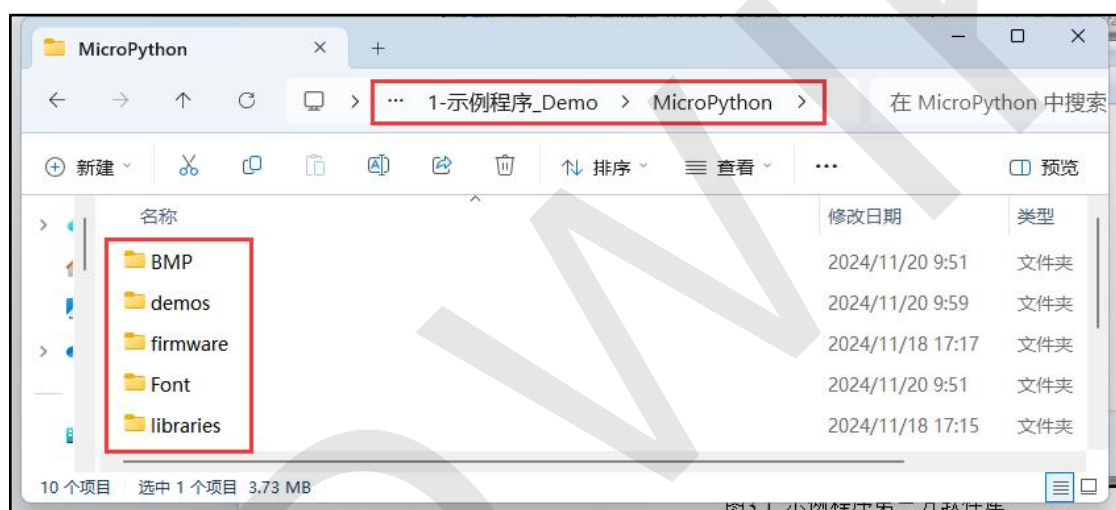 MicroPython
1-示例程序_Demo > MicroPython >
在 MicroPython 中搜索
新建 排序 查看 ... 预览
名称 修改日期 类型
BMP 2024/11/20 9:51 文件夹
demos 2024/11/20 9:59 文件夹
firmware 2024/11/18 17:17 文件夹
Font 2024/11/20 9:51 文件夹
libraries 2024/11/18 17:15 文件夹
10 个项目 选中 1 个项目 3.73 MB